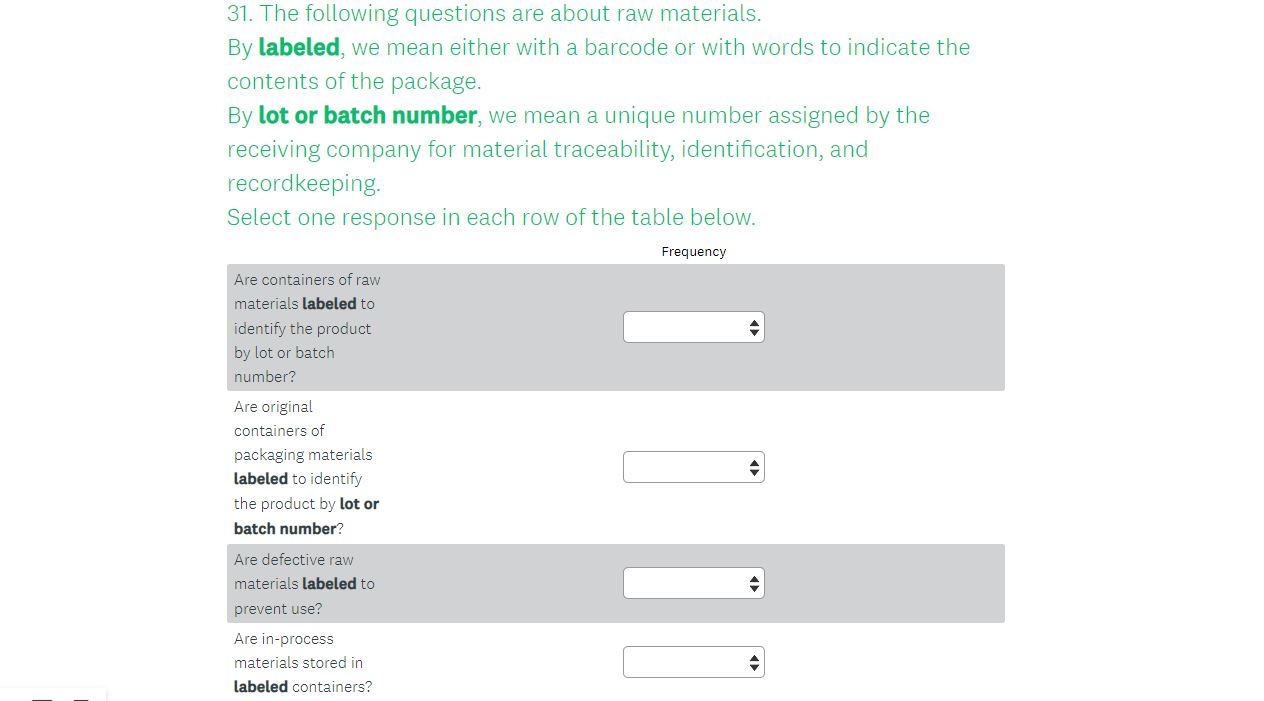 31. The following questions are about raw materials.
By labeled, we mean either with a barcode or with words to indicate the
contents of the package.
By lot or batch number, we mean a unique number assigned by the
receiving company for material traceability, identification, and
recordkeeping.
Select one response in each row of the table below.
Frequency
Are containers of raw
materials labeled to
identify the product
by lot or batch
number?
Are original
containers of
packaging materials
labeled to identify
the product by lot or
batch number?
Are defective raw
materials labeled to
prevent use?
Are in-process
materials stored in
labeled containers?